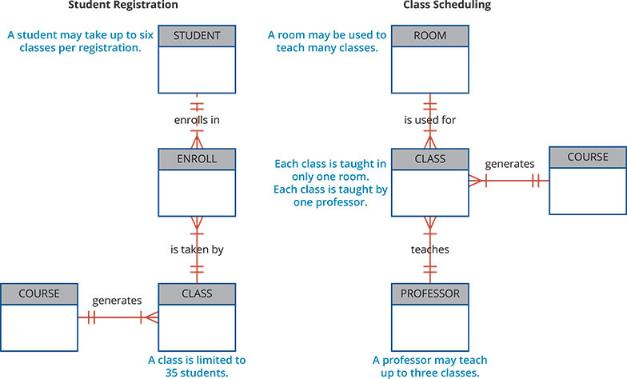 Student Registration
A student may take up to six
classes per registration.
STUDENT
enrolls in
ENROLL
is taken by
COURSE
generates
CLASS
A class is limited to
35 students.
Class Scheduling
A room may be used to
teach many classes.
ROOM
is used for
Each class is taught in
only one room.
Each class is taught by
one professor.
CLASS
generates
COURSE
teaches
PROFESSOR
A professor may teach
up to three classes.